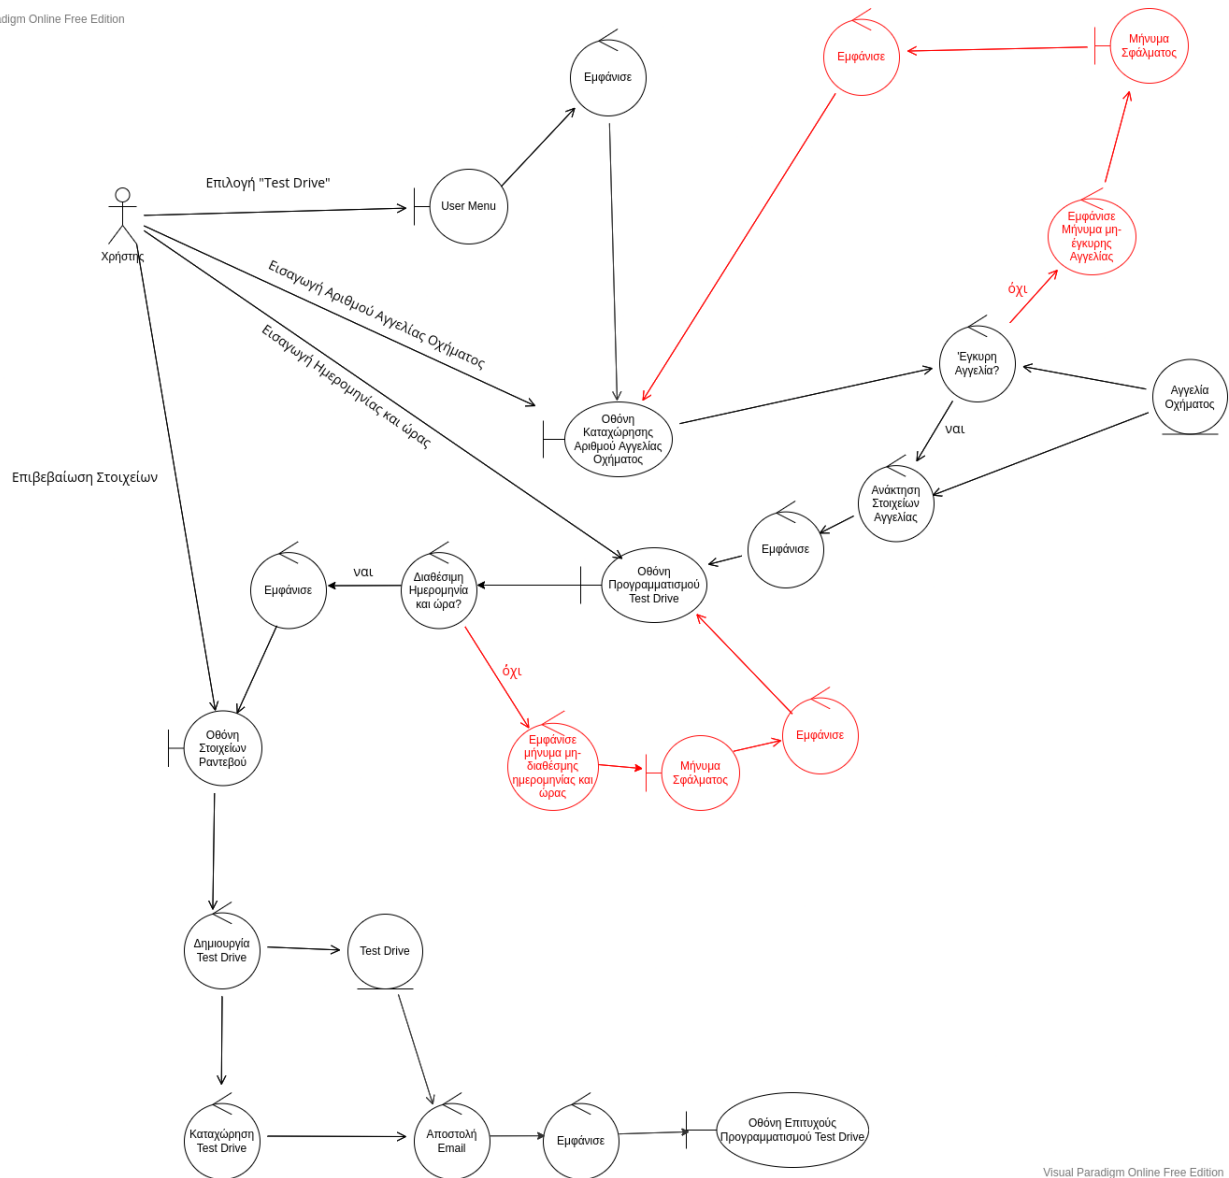 adigm Online Free Edition
Εμφάνισε
Εμφάνισε
Μήνυμα
Σφάλματος
Επιλογή "Test Drive"
User Menu
Χρήστης
Εμφάνισε
Μήνυμα μη-
έγκυρης
Αγγελίας
όχι
Εισαγωγή Αριθμού Αγγελίας Οχήματος
Εισαγωγή Ημερομηνίας και ώρας
Έγκυρη
Αγγελία?
Αγγελία
Οχήματος
Οθόνη
Καταχώρησης
Αριθμού Αγγελίας
Οχήματος
ναι
Επιβεβαίωση Στοιχείων
Ανάκτηση
Στοιχείων
Αγγελίας
Εμφάνισε
Οθόνη
Προγραμματισμού
Test Drive
Διαθέσιμη
Ημερομηνία
και ώρα?
ναι
Εμφάνισε
όχι
Οθόνη
Στοιχείων
Ραντεβού
Εμφάνισε
μήνυμα μη-
διαθέσμης
ημερομηνίας και
ώρας
Μήνυμα
Σφάλματος
Εμφάνισε
Δημιουργία
Test Drive
Test Drive
Καταχώρηση
Test Drive
Αποστολή
Email
Εμφάνισε
Οθόνη Επιτυχούς
Προγραμματισμού Test Drive
Visual Paradigm Online Free Edition